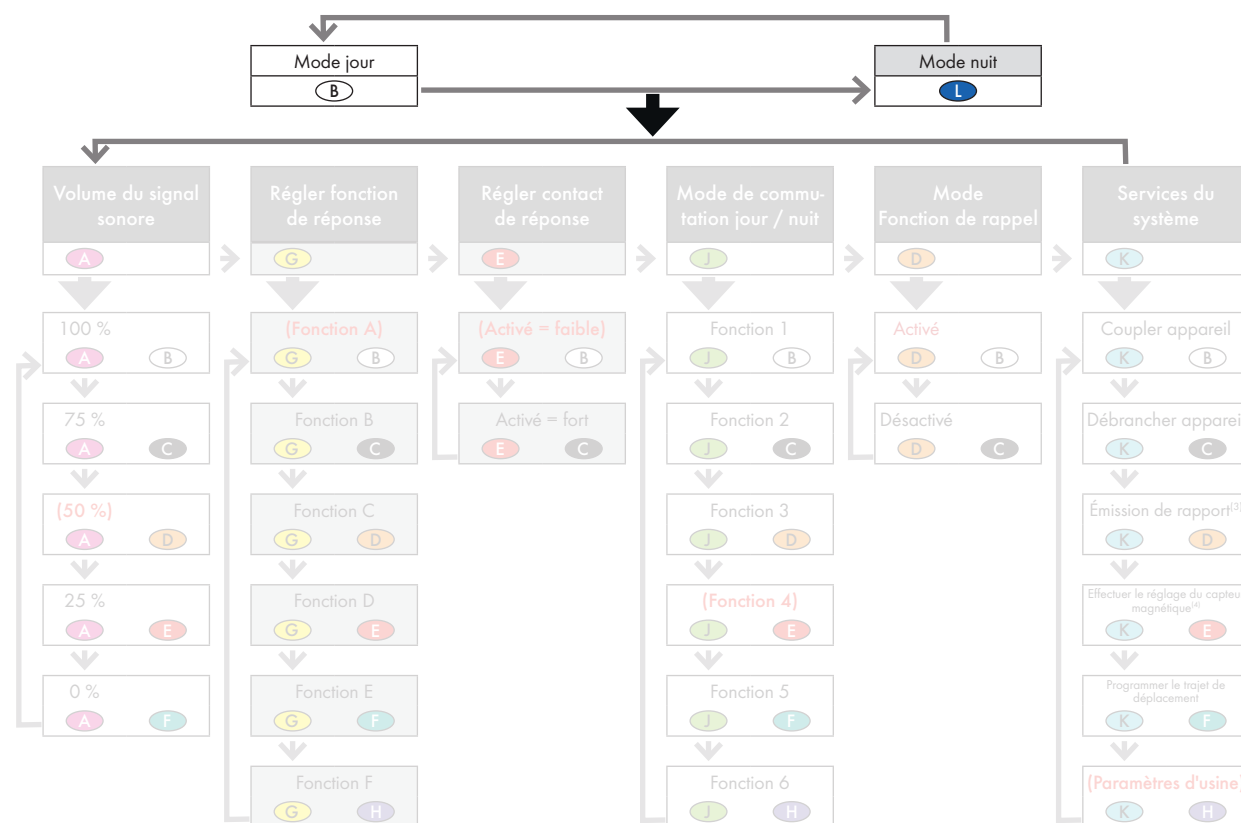 Mode jour
B
Mode nuit
L
Volume du signal
sonore
A
Régler fonction
de réponse
G
Régler contact
de réponse
E
Mode de commu-
tation jour / nuit
J
Mode
Fonction de rappel
D
Services du
système
K
100 %
A B
(Fonction A)
G B
(Activé = faible)
E B
Fonction 1
J B
Activé
D B
Coupler appareil
K B
75 %
A C
Fonction B
G C
Activé = fort
E C
Fonction 2
J C
Désactivé
D C
Débrancher appareil
K C
(50 %)
A D
Fonction C
G D
Fonction 3
J D
Émission de rapport(3)
K D
25 %
A E
Fonction D
G E
(Fonction 4)
J E
Effectuer le réglage du capteur
magnétique(4)
K E
0 %
A F
Fonction E
G F
Fonction 5
J F
Programmer le trajet de
déplacement
K F
Fonction F
G H
Fonction 6
J H
(Paramètres d'usine)
K H